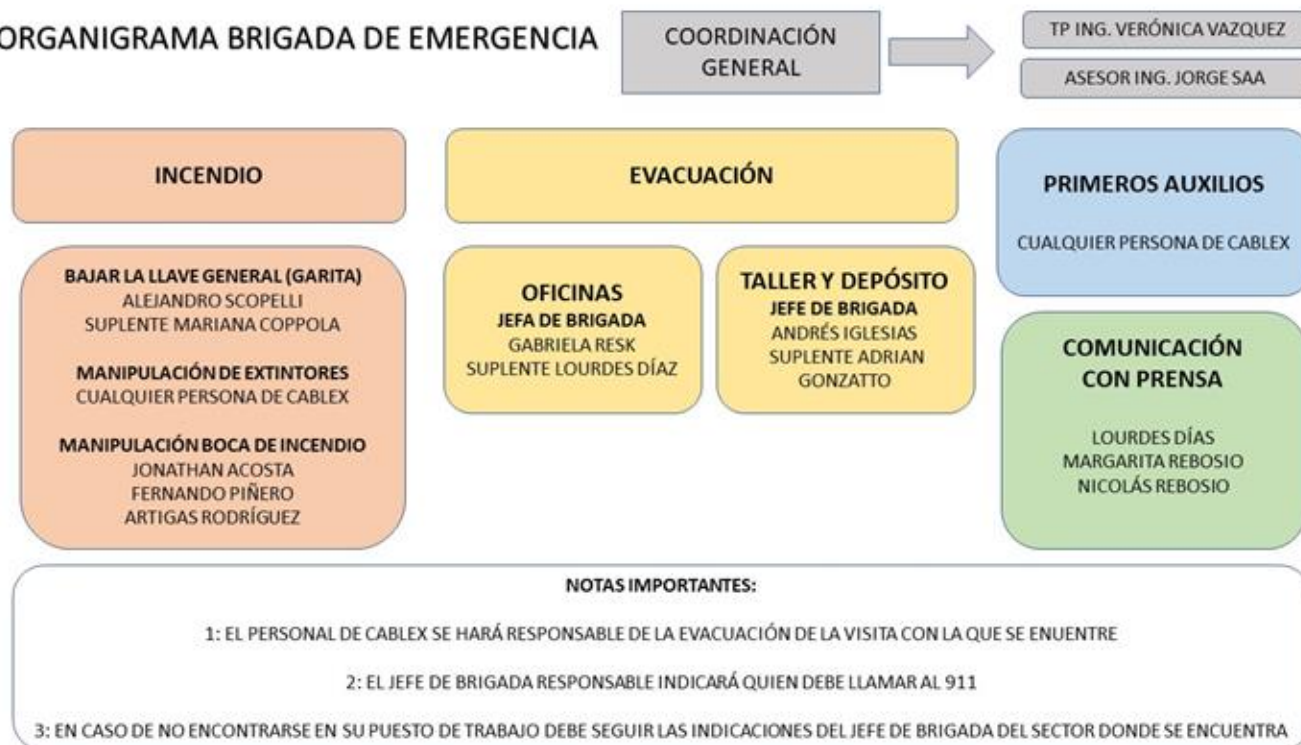 ORGANIGRAMA BRIGADA DE EMERGENCIA
COORDINACIÓN
GENERAL
TP ING. VERÓNICA VAZQUEZ
ASESOR ING. JORGE SAA
INCENDIO
BAJAR LA LLAVE GENERAL (GARITA)
ALEJANDRO SCOPELLI
SUPLENTE MARIANA COPPOLA
MANIPULACIÓN DE EXTINTORES
CUALQUIER PERSONA DE CABLEX
MANIPULACIÓN BOCA DE INCENDIO
JONATHAN ACOSTA
FERNANDO PIÑERO
ARTIGAS RODRÍGUEZ
EVACUACIÓN
OFICINAS
JEFA DE BRIGADA
GABRIELA RESK
SUPLENTE LOURDES DÍAZ
TALLER Y DEPÓSITO
JEFE DE BRIGADA
ANDRÉS IGLESIAS
SUPLENTE ADRIAN
GONZATTO
PRIMEROS AUXILIOS
CUALQUIER PERSONA DE CABLEX
COMUNICACIÓN
CON PRENSA
LOURDES DÍAS
MARGARITA REBOSIO
NICOLÁS REBOSIO
NOTAS IMPORTANTES:
1: EL PERSONAL DE CABLEX SE HARÁ RESPONSABLE DE LA EVACUACIÓN DE LA VISITA CON LA QUE SE ENUENTRE
2: EL JEFE DE BRIGADA RESPONSABLE INDICARÁ QUIEN DEBE LLAMAR AL 911
3: EN CASO DE NO ENCONTRARSE EN SU PUESTO DE TRABAJO DEBE SEGUIR LAS INDICACIONES DEL JEFE DE BRIGADA DEL SECTOR DONDE SE ENCUENTRA